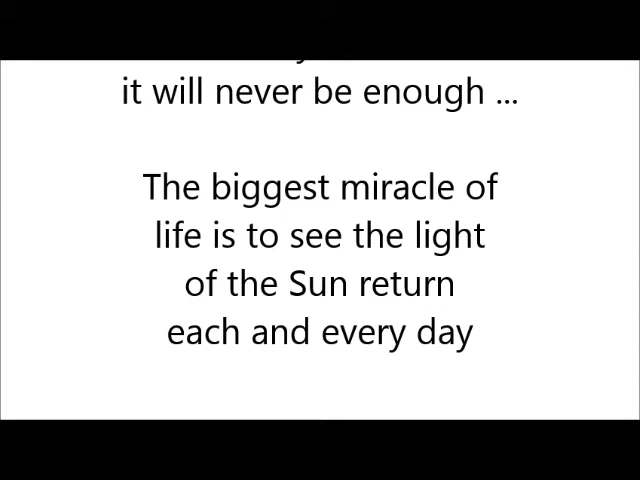 it will never be enough ...
The biggest miracle of
life is to see the light
of the Sun return
each and every day